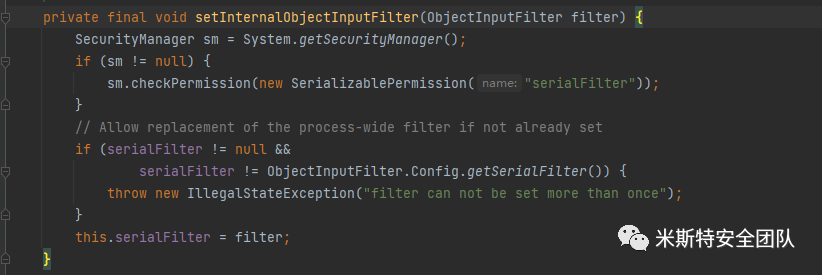 private final void setInternalObjectInputFilter(ObjectInputFilter filter) {
    SecurityManager sm = System.getSecurityManager();
    if (sm != null) {
        sm.checkPermission(new SerializablePermission( name: "serialFilter"));
    }
    // Allow replacement of the process-wide filter if not already set
    if (serialFilter != null &&
            serialFilter != ObjectInputFilter.Config.getSerialFilter()) {
        throw new IllegalStateException("filter can not be set more than once");
    }
    this.serialFilter = filter;
}
米斯特安全团队